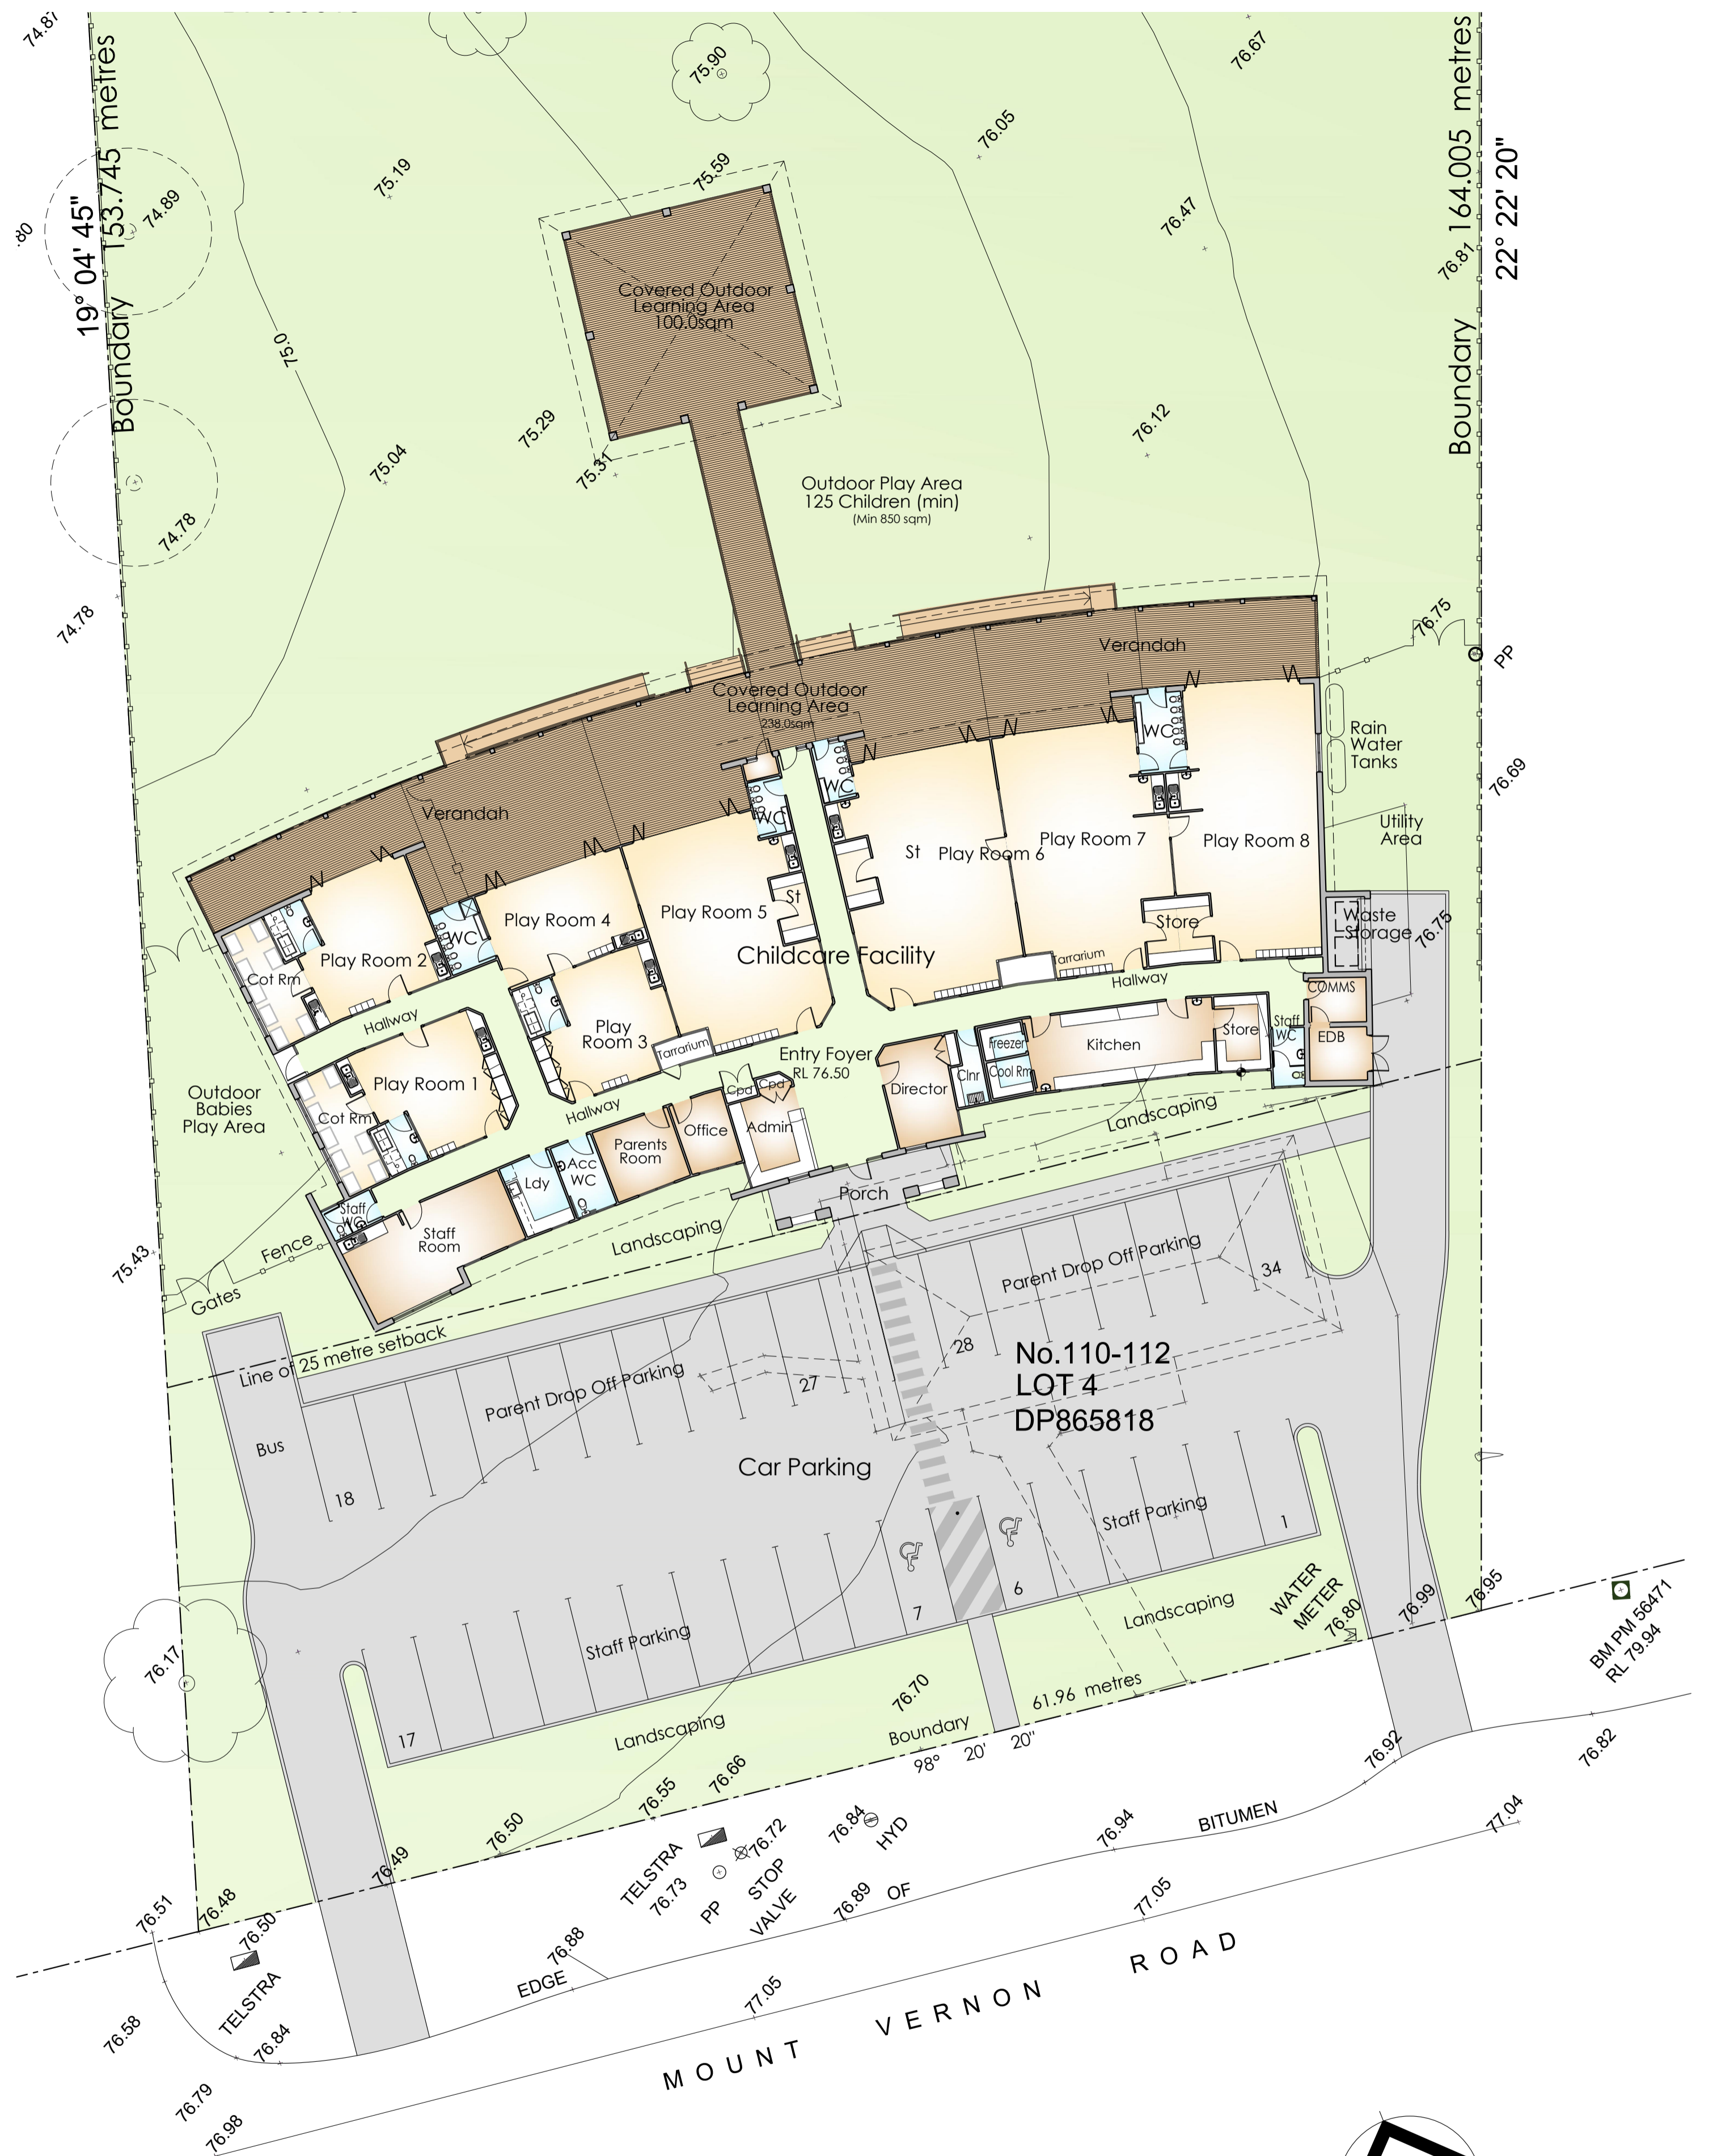 74.87
75.90
76.67
Boundary 153.745 metres
19° 04' 45"
Boundary 164.005 metres
22° 22' 20"
76.05
75.19
75.59
74.89
.80
76.47
76.81
Covered Outdoor
Learning Area
100.0sqm
75.0
75.29
75.04
75.31
76.12
Outdoor Play Area
125 Children (min)
(Min 850 sqm)
74.78
74.78
76.75
PP
Verandah
Covered Outdoor
Learning Area
238.0sqm
Rain
Water
Tanks
76.69
Verandah
WC
WC
WC
Utility
Area
St
Play Room 6
Play Room 7
Play Room 8
Play Room 5
St
Play Room 4
Store
Waste
Storage
76.75
WC
Play Room 2
Cot Rm
Childcare Facility
Tarrarium
Hallway
COMMS
Hallway
Play
Room 3
Tarrarium
Entry Foyer
RL 76.50
Freezer
Cool Rm
Clnr
Kitchen
Store
Staff
WC
EDB
Play Room 1
Cot Rm
Outdoor
Babies
Play Area
Hallway
Cpd
Cpd
Director
Landscaping
Office
Admin
Parents
Room
Acc
WC
Ldy
Porch
Staff
WC
Staff
Room
Landscaping
Fence
75.43
Gates
Parent Drop Off Parking
34
Line of 25 metre setback
28
27
Parent Drop Off Parking
No.110-112
LOT 4
DP865818
Bus
Car Parking
18
Staff Parking
1
6
7
WATER
METER
76.80
76.99
76.95
BM PM 56471
RL 79.94
Landscaping
Staff Parking
76.17
17
Landscaping
76.70
61.96 metres
Boundary
98° 20' 20"
76.92
76.82
76.66
76.55
76.50
76.49
76.84
HYD
76.72
STOP
VALVE
TELSTRA
76.73
PP
76.94
BITUMEN
77.04
76.51
76.48
76.50
TELSTRA
76.89
OF
77.05
76.88
EDGE
77.05
76.58
76.84
MOUNT VERNON ROAD
76.79
76.98